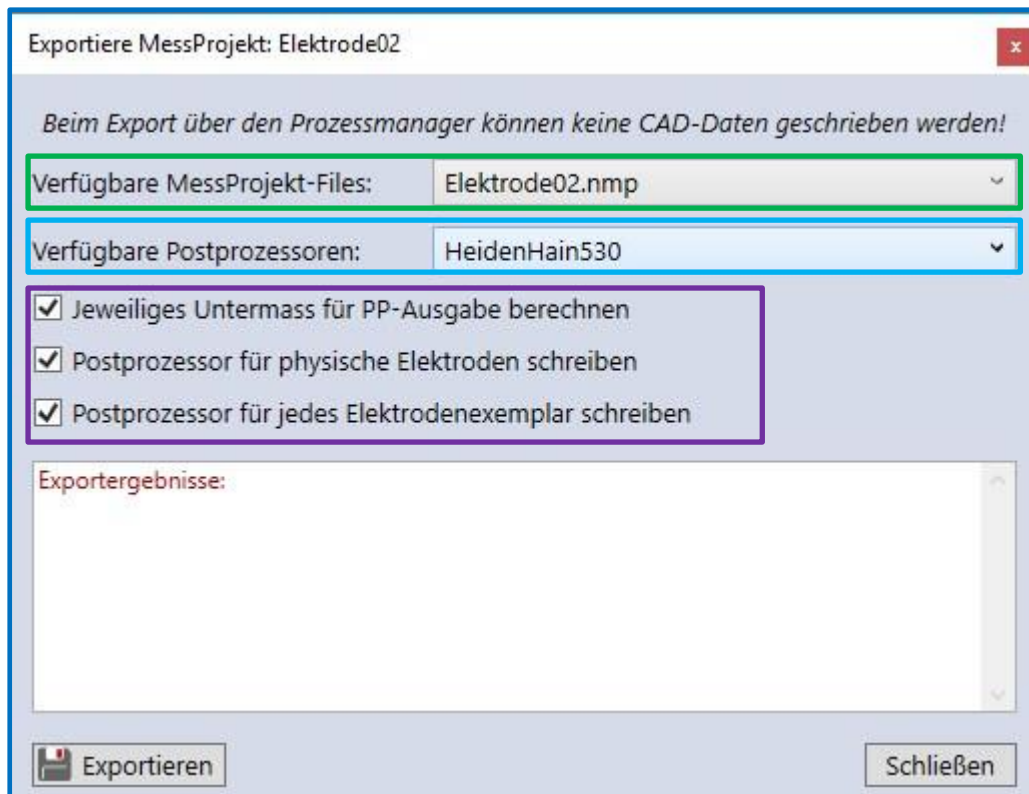 Exportiere MessProjekt: Elektrode02
x
Beim Export über den Prozessmanager können keine CAD-Daten geschrieben werden!
Verfügbare MessProjekt-Files: Elektrode02.nmp
Verfügbare Postprozessoren: HeidenHain530
Jeweiliges Untermass für PP-Ausgabe berechnen
Postprozessor für physische Elektroden schreiben
Postprozessor für jedes Elektrodenexemplar schreiben
Exportergebnisse:
Exportieren Schließen